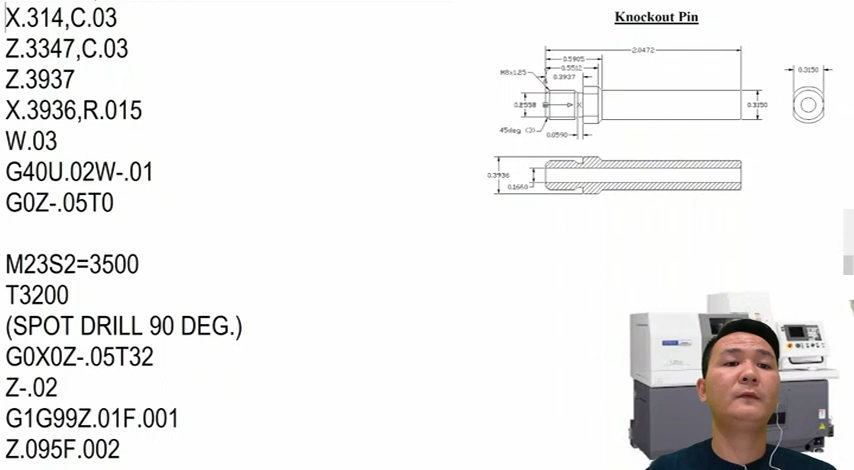 X.314,C.03
Z.3347,C.03
Z.3937
X.3936,R.015
W.03
G40U.02W-.01
G0Z-.05T0
M23S2=3500
T3200
(SPOT DRILL 90 DEG.)
G0X0Z-.05T32
Z-.02
G1G99Z.01F.001
Z.095F.002
Knockout Pin
2.0472
0.5905
0.5512
M8x1.25
0.3937
0.3150
0.2558
X
0.3150
45deg (2)
0.0590
0.3936
0.1660